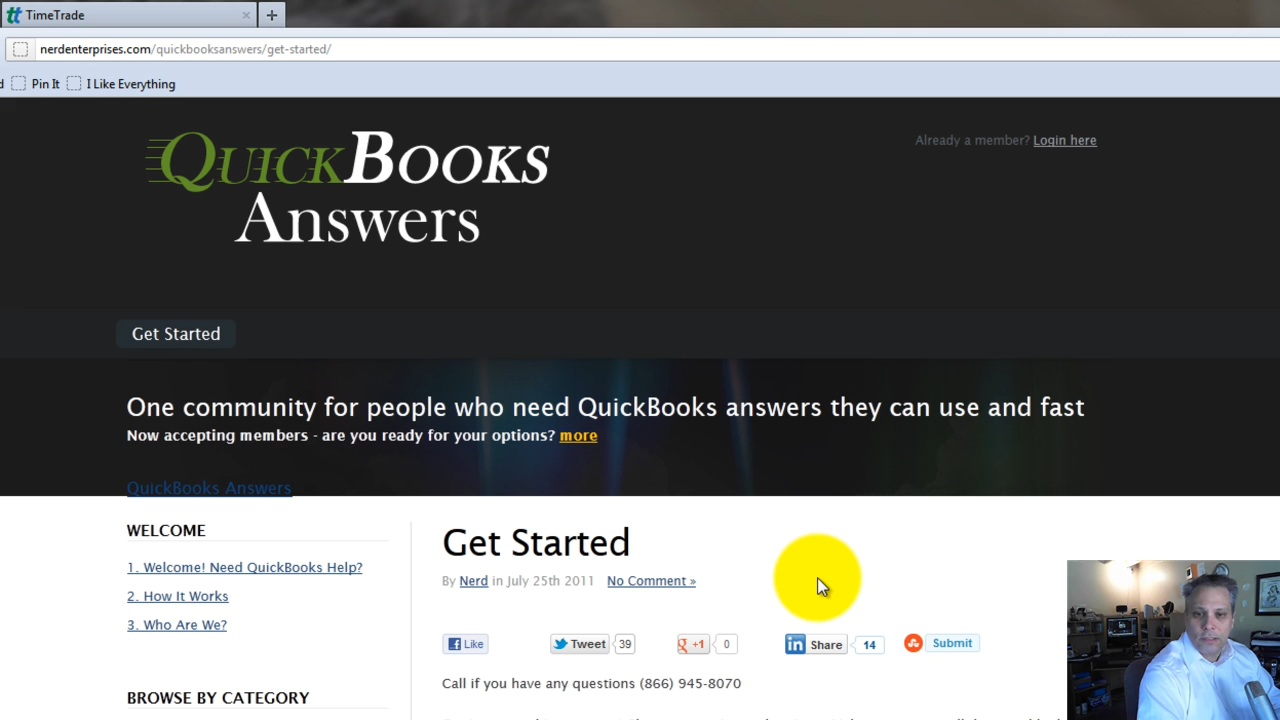 TimeTrade
nerdenterprises.com/quickbooksanswers/get-started/
d Pin It I Like Everything
QUICKBOOKS
Answers
Already a member? Login here
Get Started
One community for people who need QuickBooks answers they can use and fast
Now accepting members - are you ready for your options? more
QuickBooks Answers
WELCOME
1. Welcome! Need QuickBooks Help?
2. How It Works
3. Who Are We?
BROWSE BY CATEGORY
Get Started
By Nerd in July 25th 2011 No Comment »
Like Tweet 39 +1 0 Share 14 Submit
Call if you have any questions (866) 945-8070